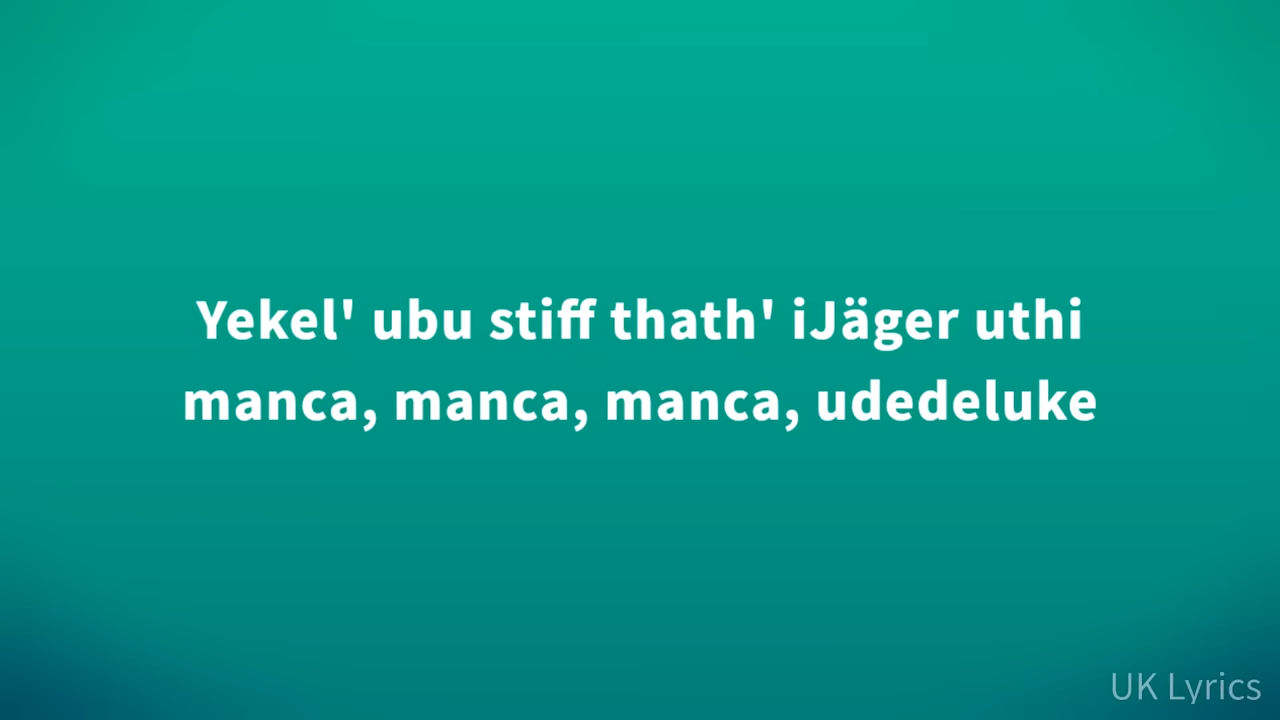 Yekel' ubu stiff thath' iJäger uthi
manca, manca, manca, udedeluke
UK Lyrics